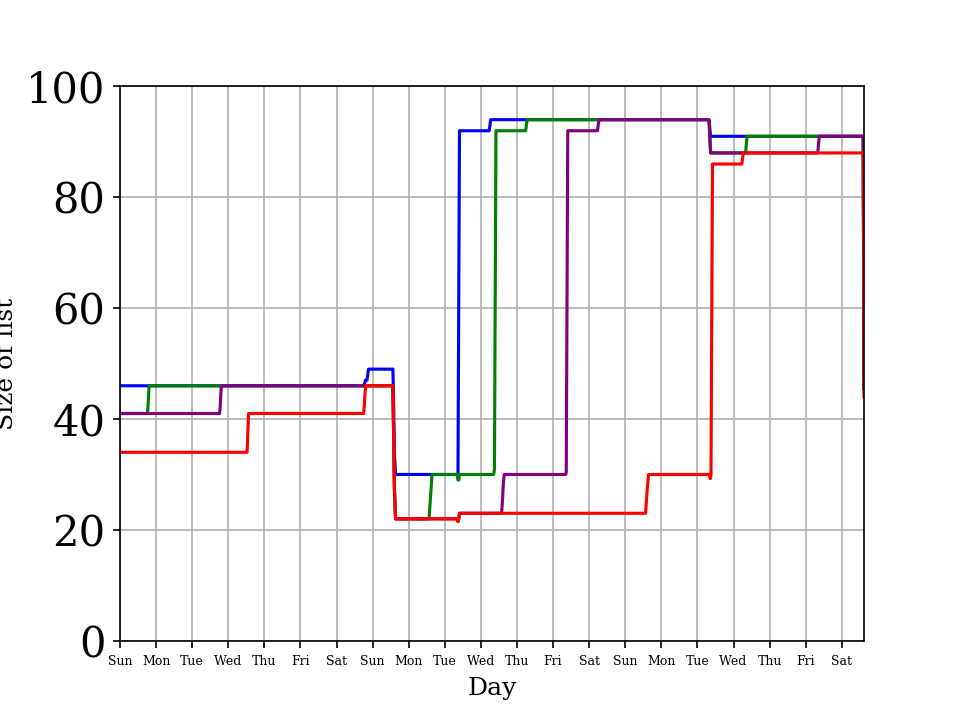 100
80
60
40
20
0
Size of list
Sun Mon Tue Wed Thu Fri Sat Sun Mon Tue Wed Thu Fri Sat Sun Mon Tue Wed Thu Fri Sat
Day